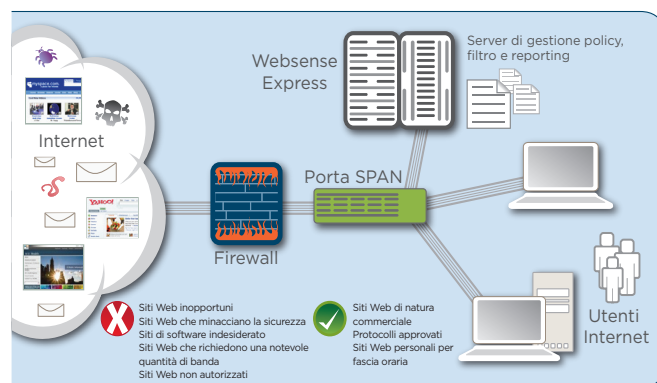 Websense
Express
Server di gestione policy,
filtro e reporting
myspace.com
Internet
Porta SPAN
YAHOO!
Firewall
Utenti
Internet
Siti Web inopportuni
Siti Web che minacciano la sicurezza
Siti di software indesiderato
Siti Web che richiedono una notevole
quantità di banda
Siti Web non autorizzati
Siti Web di natura
commerciale
Protocolli approvati
Siti Web personali per
fascia oraria